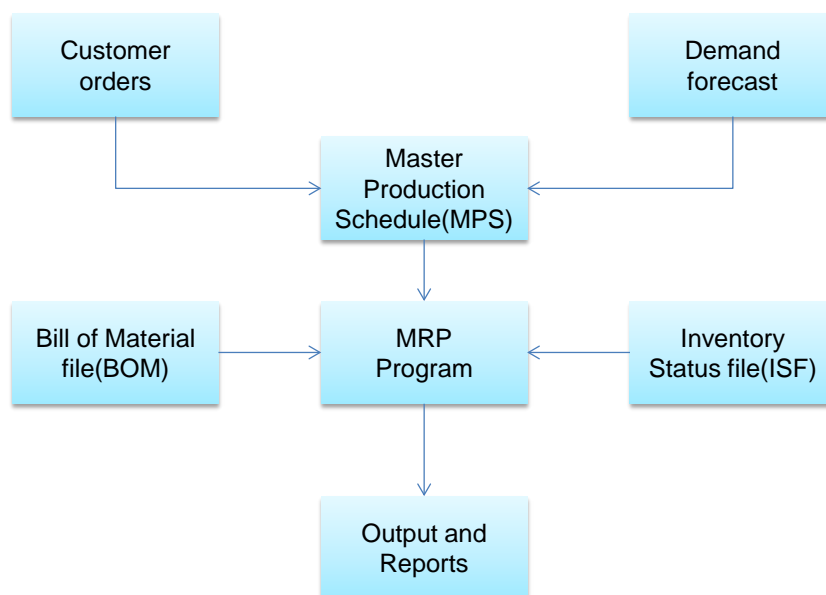 Customer
orders
Demand
forecast
Master
Production
Schedule(MPS)
Bill of Material
file(BOM)
MRP
Program
Inventory
Status file(ISF)
Output and
Reports